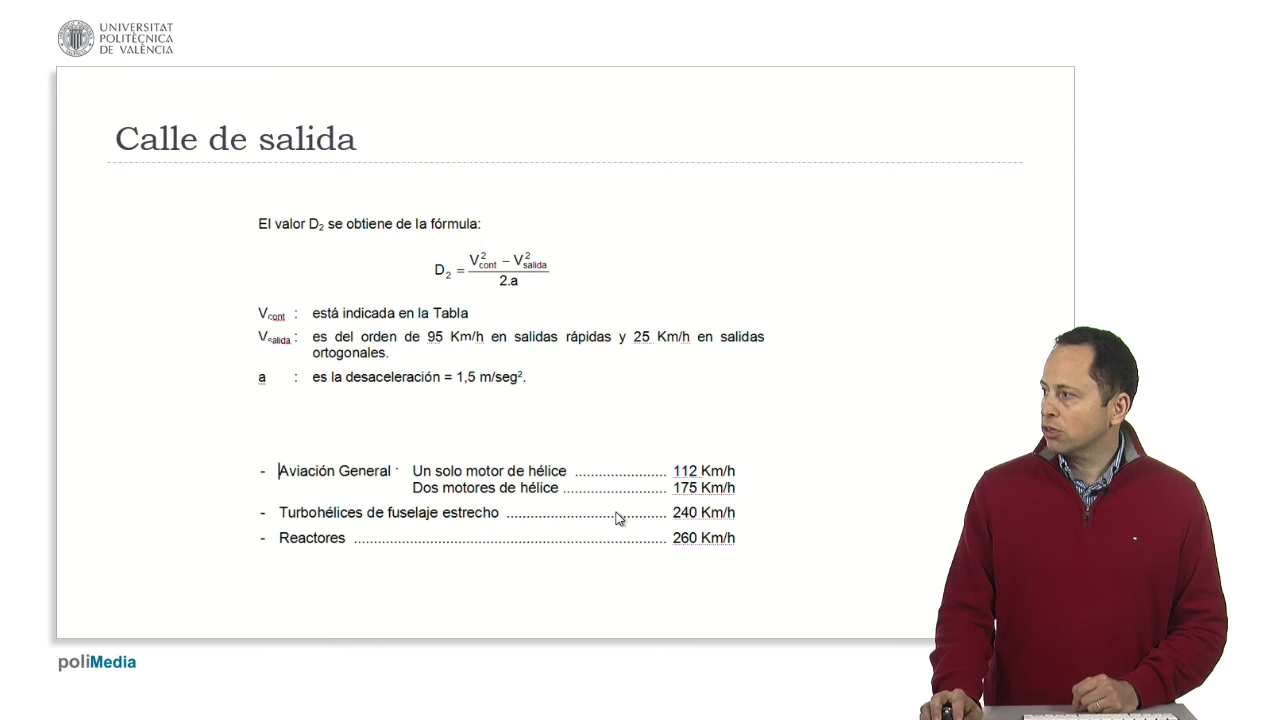 UNIVERSITAT
POLITÈCNICA
DE VALÈNCIA
Calle de salida
El valor D₂ se obtiene de la fórmula:
D₂ = (V²cont − V²salida) / 2.a
Vcont : está indicada en la Tabla
Vsalida : es del orden de 95 Km/h en salidas rápidas y 25 Km/h en salidas
ortogonales.
a : es la desaceleración = 1,5 m/seg².
- Aviación General · Un solo motor de hélice ....................... 112 Km/h
Dos motores de hélice .......................... 175 Km/h
- Turbohélices de fuselaje estrecho ........................................ 240 Km/h
- Reactores .............................................................................. 260 Km/h
poliMedia